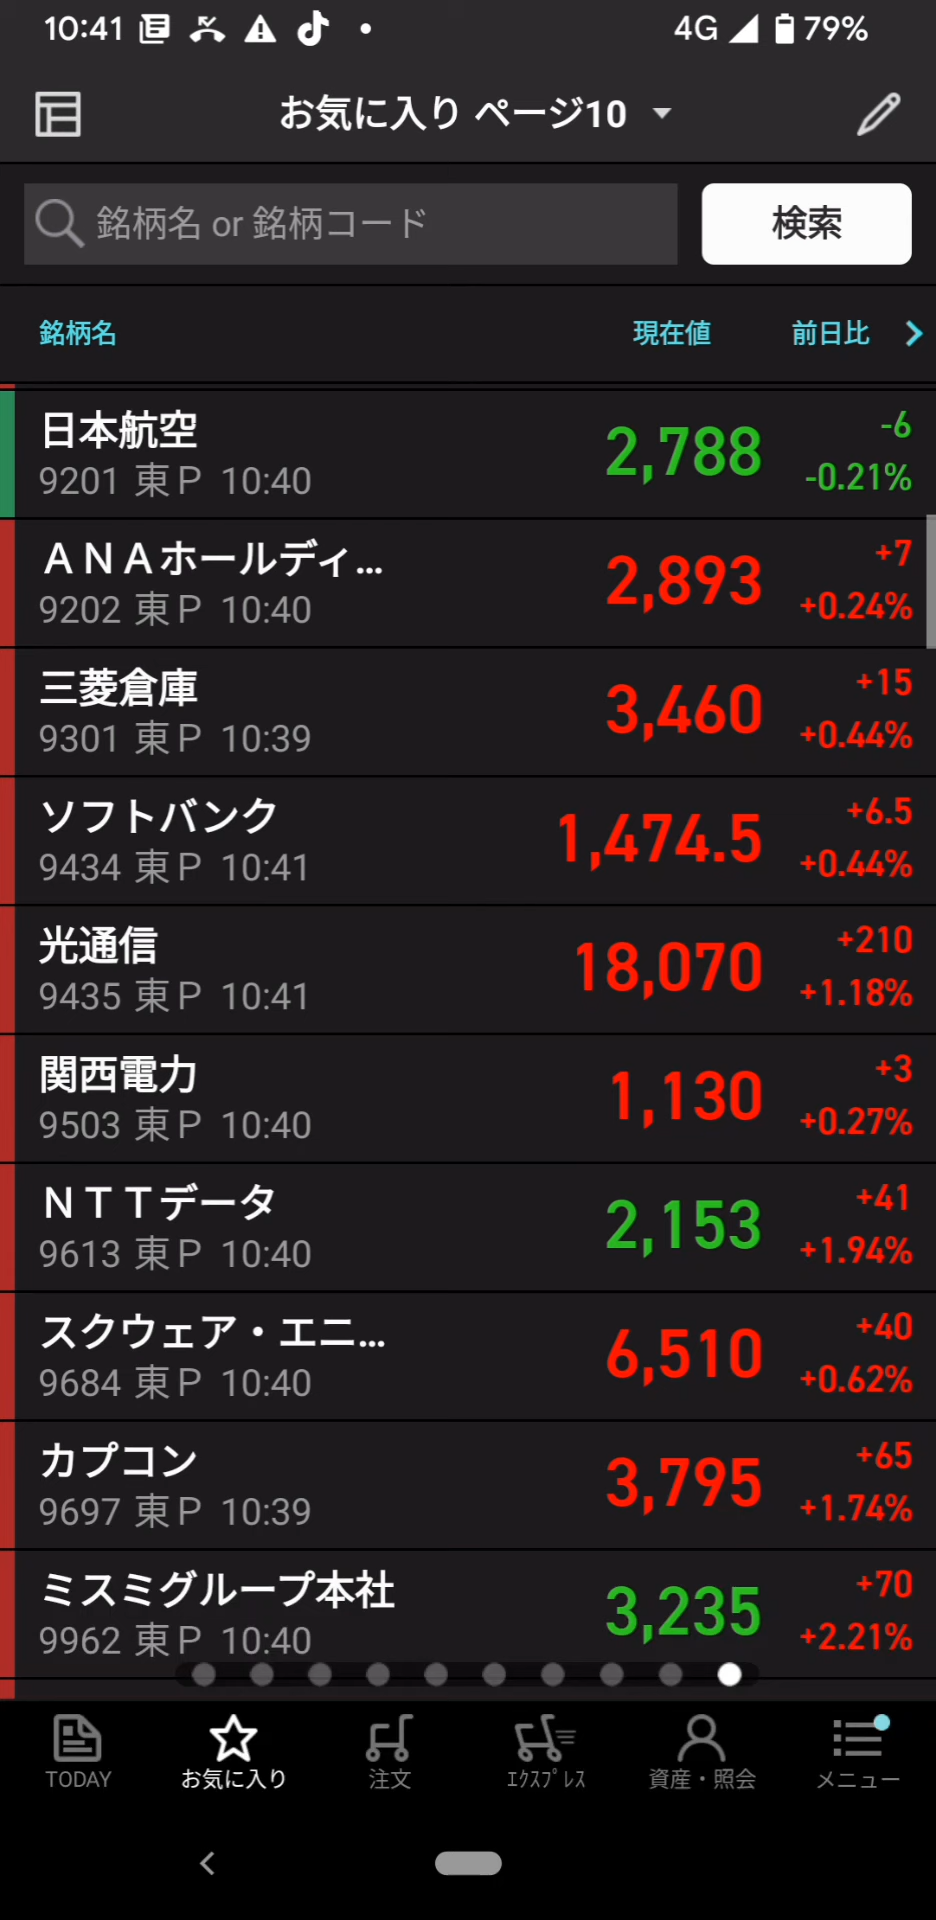 10:41 4G 79%
お気に入り ページ10
銘柄名 or 銘柄コード 検索
銘柄名 現在値 前日比
日本航空 2,788 -6
9201 東Ｐ 10:40 -0.21%
ＡＮＡホールディ... 2,893 +7
9202 東Ｐ 10:40 +0.24%
三菱倉庫 3,460 +15
9301 東Ｐ 10:39 +0.44%
ソフトバンク 1,474.5 +6.5
9434 東Ｐ 10:41 +0.44%
光通信 18,070 +210
9435 東Ｐ 10:41 +1.18%
関西電力 1,130 +3
9503 東Ｐ 10:40 +0.27%
ＮＴＴデータ 2,153 +41
9613 東Ｐ 10:40 +1.94%
スクウェア・エニ... 6,510 +40
9684 東Ｐ 10:40 +0.62%
カプコン 3,795 +65
9697 東Ｐ 10:39 +1.74%
ミスミグループ本社 3,235 +70
9962 東Ｐ 10:40 +2.21%
TODAY お気に入り 注文 ｴｸｽﾌﾟﾚｽ 資産・照会 メニュー